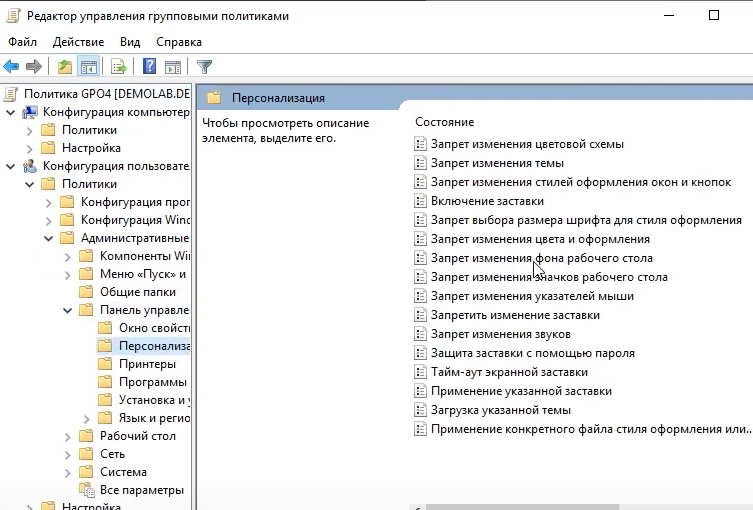 Редактор управления групповыми политиками
Файл Действие Вид Справка
Политика GPO4 [DEMOLAB.DE
Конфигурация компьютер
Политики
Настройка
Конфигурация пользовате
Политики
Конфигурация прог
Конфигурация Winc
Административные
Компоненты Wi
Меню «Пуск» и
Общие папки
Панель управле
Окно свойст
Персонализа
Принтеры
Программы
Установка и у
Язык и регио
Рабочий стол
Сеть
Система
Все параметры
Настройка
Персонализация
Чтобы просмотреть описание
элемента, выделите его.
Состояние
Запрет изменения цветовой схемы
Запрет изменения темы
Запрет изменения стилей оформления окон и кнопок
Включение заставки
Запрет выбора размера шрифта для стиля оформления
Запрет изменения цвета и оформления
Запрет изменения фона рабочего стола
Запрет изменения значков рабочего стола
Запрет изменения указателей мыши
Запретить изменение заставки
Запрет изменения звуков
Защита заставки с помощью пароля
Тайм-аут экранной заставки
Применение указанной заставки
Загрузка указанной темы
Применение конкретного файла стиля оформления или...